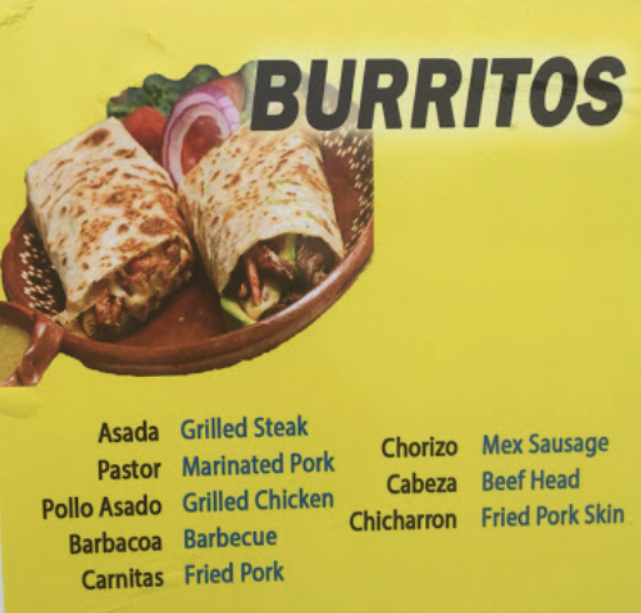 BURRITOS
Asada Grilled Steak
Pastor Marinated Pork
Pollo Asado Grilled Chicken
Barbacoa Barbecue
Carnitas Fried Pork
Chorizo Mex Sausage
Cabeza Beef Head
Chicharron Fried Pork Skin